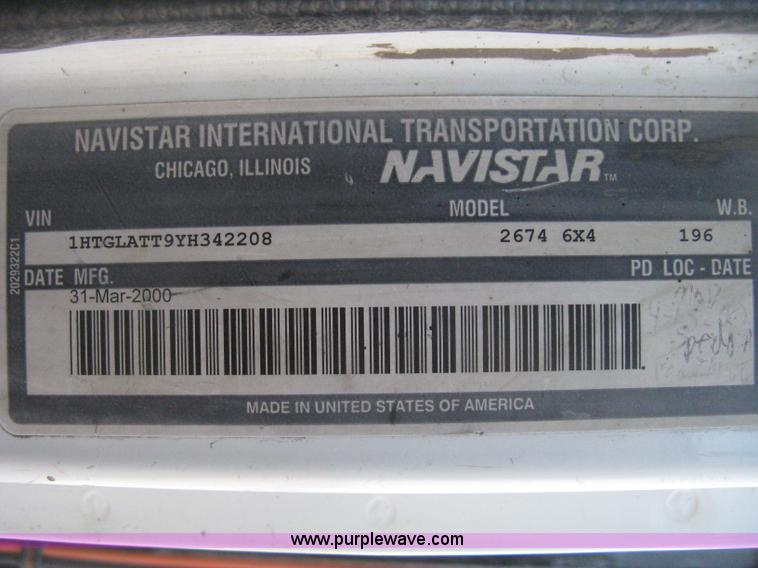 NAVISTAR INTERNATIONAL TRANSPORTATION CORP.
CHICAGO, ILLINOIS NAVISTAR TM
VIN MODEL W.B.
1HTGLATT9YH342208 2674 6X4 196
2029322C1
DATE MFG. PD LOC - DATE
31-Mar-2000
MADE IN UNITED STATES OF AMERICA
www.purplewave.com